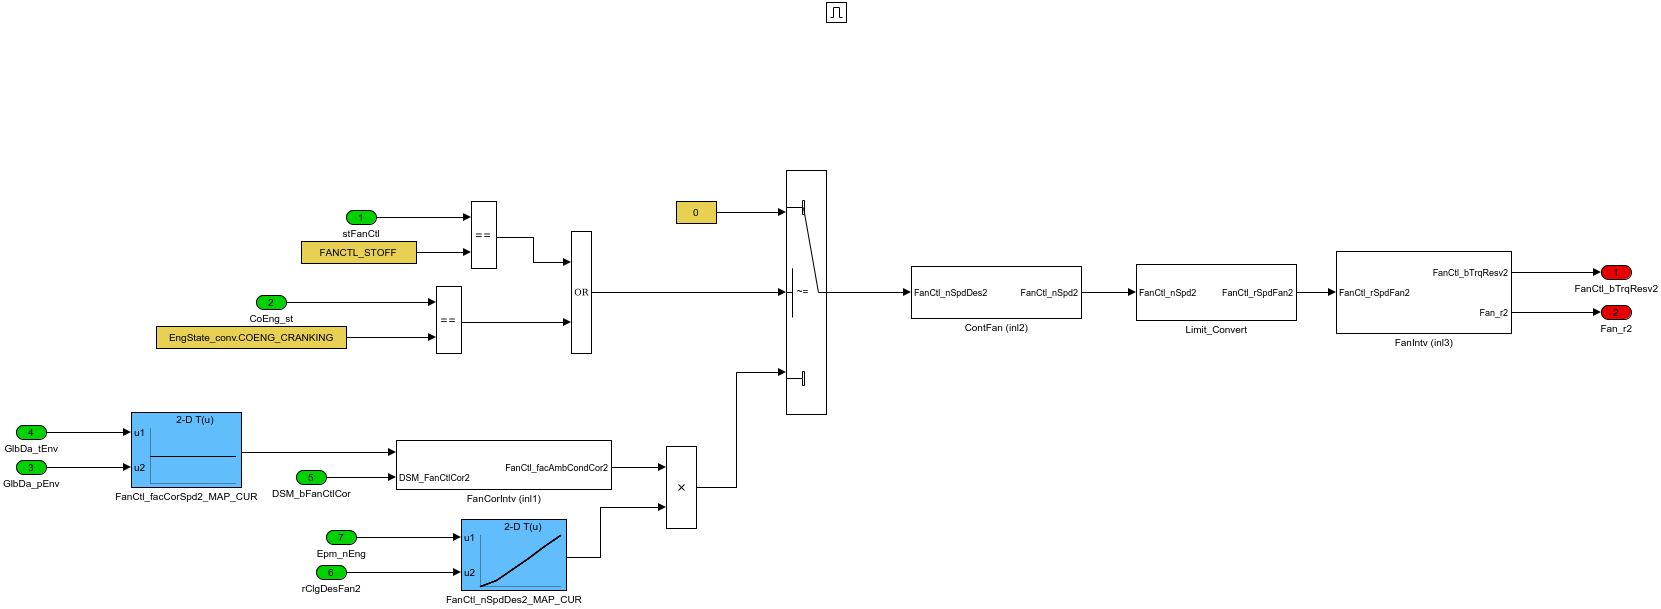 1
stFanCtl
FANCTL_STOFF
==
2
CoEng_st
EngState_conv.COENG_CRANKING
==
OR
0
~=
FanCtl_nSpdDes2 FanCtl_nSpd2
ContFan (inl2)
FanCtl_nSpd2 FanCtl_rSpdFan2
Limit_Convert
FanCtl_rSpdFan2
FanCtl_bTrqResv2
Fan_r2
FanIntv (inl3)
1
FanCtl_bTrqResv2
2
Fan_r2
4
GlbDa_tEnv
3
GlbDa_pEnv
2-D T(u)
u1
u2
FanCtl_facCorSpd2_MAP_CUR
5
DSM_bFanCtlCor
FanCtl_facAmbCondCor2
DSM_FanCtlCor2
FanCorIntv (inl1)
×
7
Epm_nEng
6
rClgDesFan2
2-D T(u)
u1
u2
FanCtl_nSpdDes2_MAP_CUR